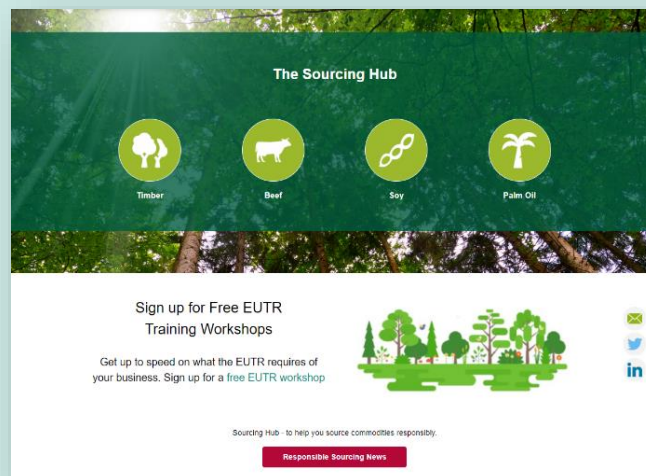 The Sourcing Hub
Timber
Beef
Soy
Palm Oil
Sign up for Free EUTR
Training Workshops
Get up to speed on what the EUTR requires of
your business. Sign up for a free EUTR workshop
in
Sourcing Hub - to help you source commodities responsibly.
Responsible Sourcing News